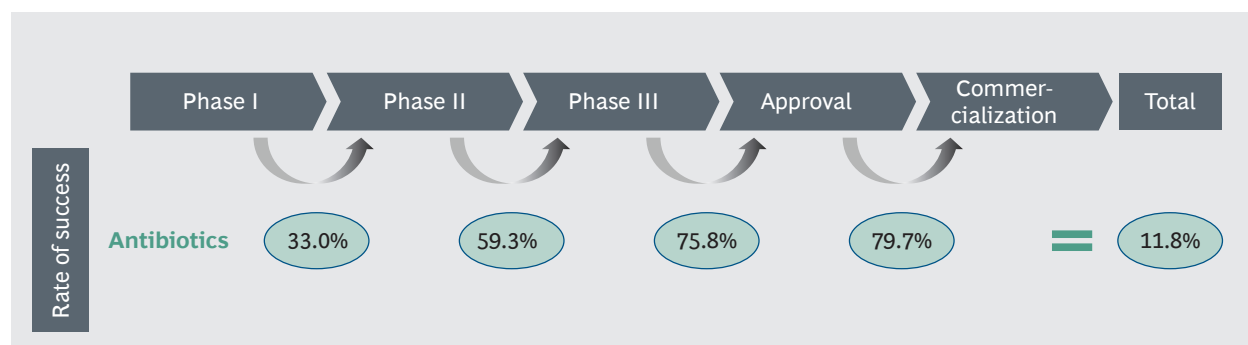 Phase I
Phase II
Phase III
Approval
Commer-
cialization
Total
Rate of success
Antibiotics
33.0%
59.3%
75.8%
79.7%
=
11.8%